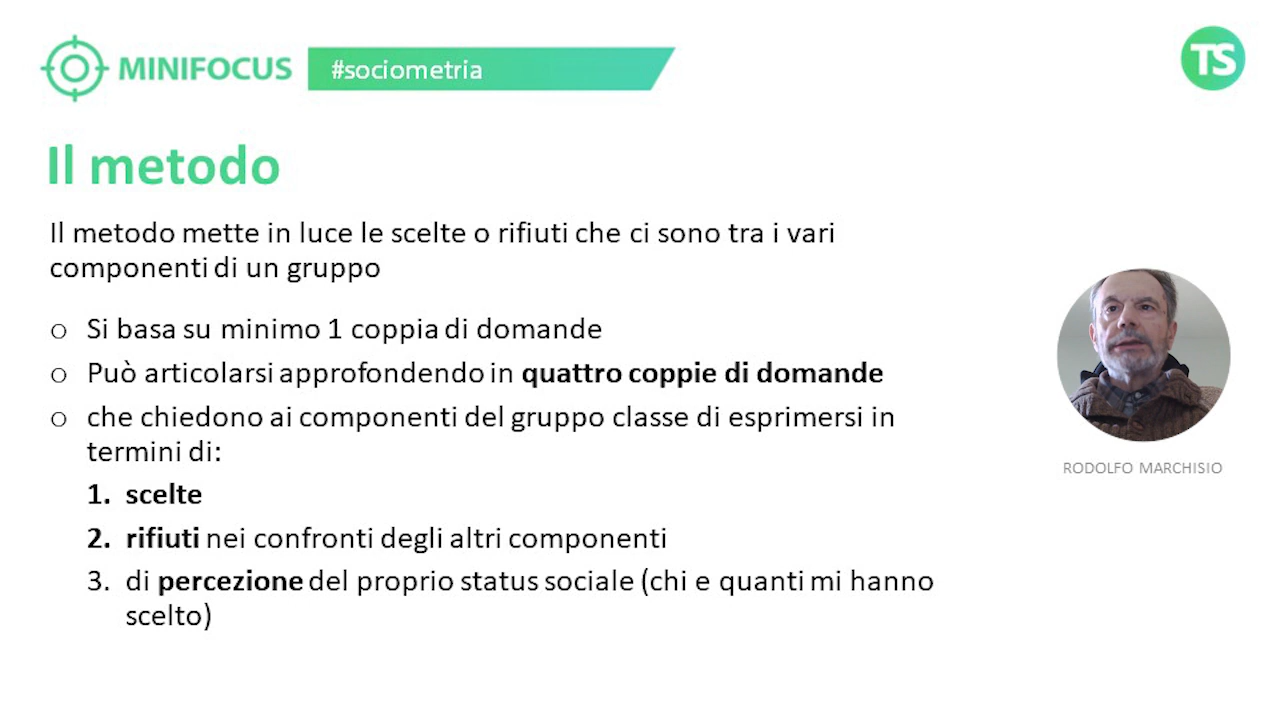 MINIFOCUS
#sociometria
TS
Il metodo
Il metodo mette in luce le scelte o rifiuti che ci sono tra i vari
componenti di un gruppo
o Si basa su minimo 1 coppia di domande
o Può articolarsi approfondendo in quattro coppie di domande
o che chiedono ai componenti del gruppo classe di esprimersi in
termini di:
1. scelte
2. rifiuti nei confronti degli altri componenti
3. di percezione del proprio status sociale (chi e quanti mi hanno
scelto)
RODOLFO MARCHISIO